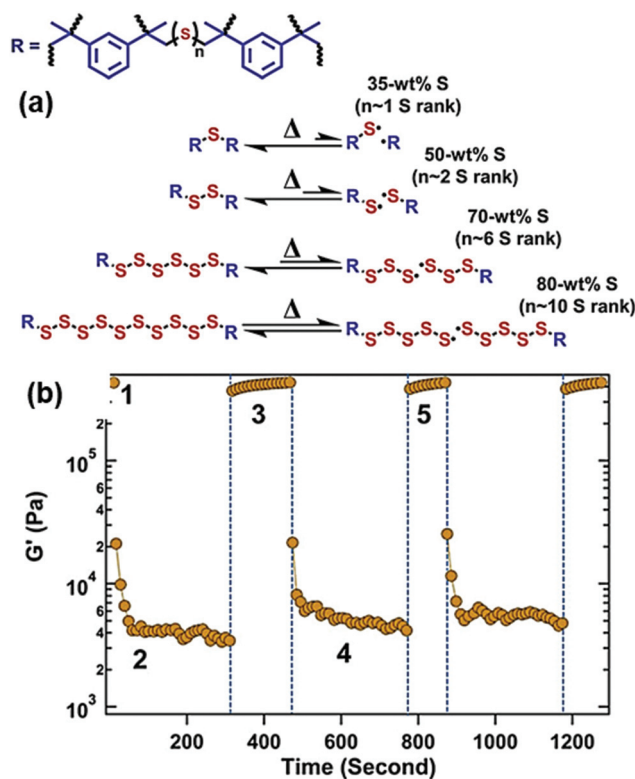 R =
(S)
n
(a)
35-wt% S
(n~1 S rank)
R S R Δ R S R
50-wt% S
(n~2 S rank)
R S S R Δ R S S R
70-wt% S
(n~6 S rank)
R S S S S S S R Δ R S S S S S S R
80-wt% S
(n~10 S rank)
R S S S S S S S S S S R Δ R S S S S S S S S S S R
(b)
1
3
5
2
4
2
10⁵
6
4
2
10⁴
6
4
2
10³
G' (Pa)
200 400 600 800 1000 1200
Time (Second)